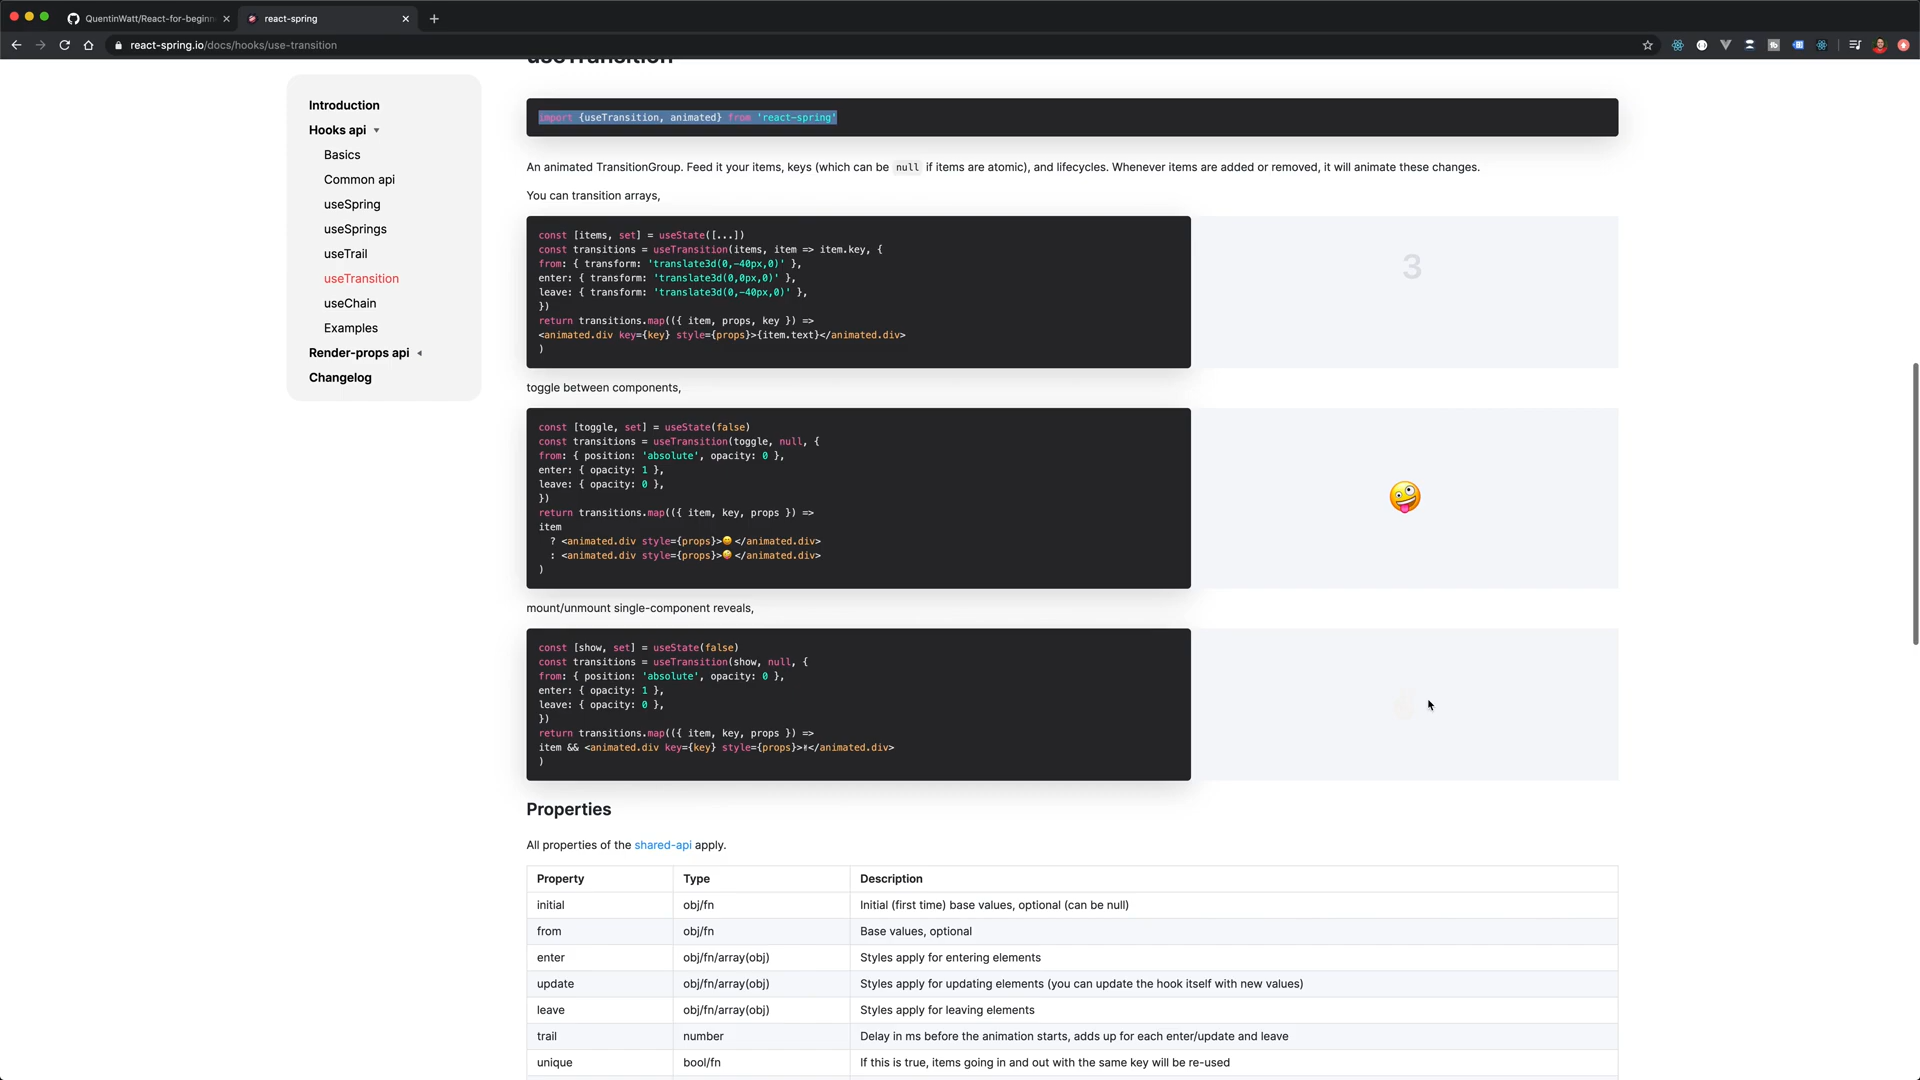 QuentinWatt/React-for-beginn
react-spring
react-spring.io/docs/hooks/use-transition
useTransition
Introduction
Hooks api
Basics
Common api
useSpring
useSprings
useTrail
useTransition
useChain
Examples
Render-props api
Changelog
import {useTransition, animated} from 'react-spring'
An animated TransitionGroup. Feed it your items, keys (which can be null if items are atomic), and lifecycles. Whenever items are added or removed, it will animate these changes.
You can transition arrays,
const [items, set] = useState([...])
const transitions = useTransition(items, item => item.key, {
from: { transform: 'translate3d(0,-40px,0)' },
enter: { transform: 'translate3d(0,0px,0)' },
leave: { transform: 'translate3d(0,-40px,0)' },
})
return transitions.map(({ item, props, key }) =>
<animated.div key={key} style={props}>{item.text}</animated.div>
)
3
toggle between components,
const [toggle, set] = useState(false)
const transitions = useTransition(toggle, null, {
from: { position: 'absolute', opacity: 0 },
enter: { opacity: 1 },
leave: { opacity: 0 },
})
return transitions.map(({ item, key, props }) =>
item
? <animated.div style={props}>😄</animated.div>
: <animated.div style={props}>🤪</animated.div>
)
mount/unmount single-component reveals,
const [show, set] = useState(false)
const transitions = useTransition(show, null, {
from: { position: 'absolute', opacity: 0 },
enter: { opacity: 1 },
leave: { opacity: 0 },
})
return transitions.map(({ item, key, props }) =>
item && <animated.div key={key} style={props}>✌️</animated.div>
)
Properties
All properties of the shared-api apply.
Property Type Description
initial obj/fn Initial (first time) base values, optional (can be null)
from obj/fn Base values, optional
enter obj/fn/array(obj) Styles apply for entering elements
update obj/fn/array(obj) Styles apply for updating elements (you can update the hook itself with new values)
leave obj/fn/array(obj) Styles apply for leaving elements
trail number Delay in ms before the animation starts, adds up for each enter/update and leave
unique bool/fn If this is true, items going in and out with the same key will be re-used